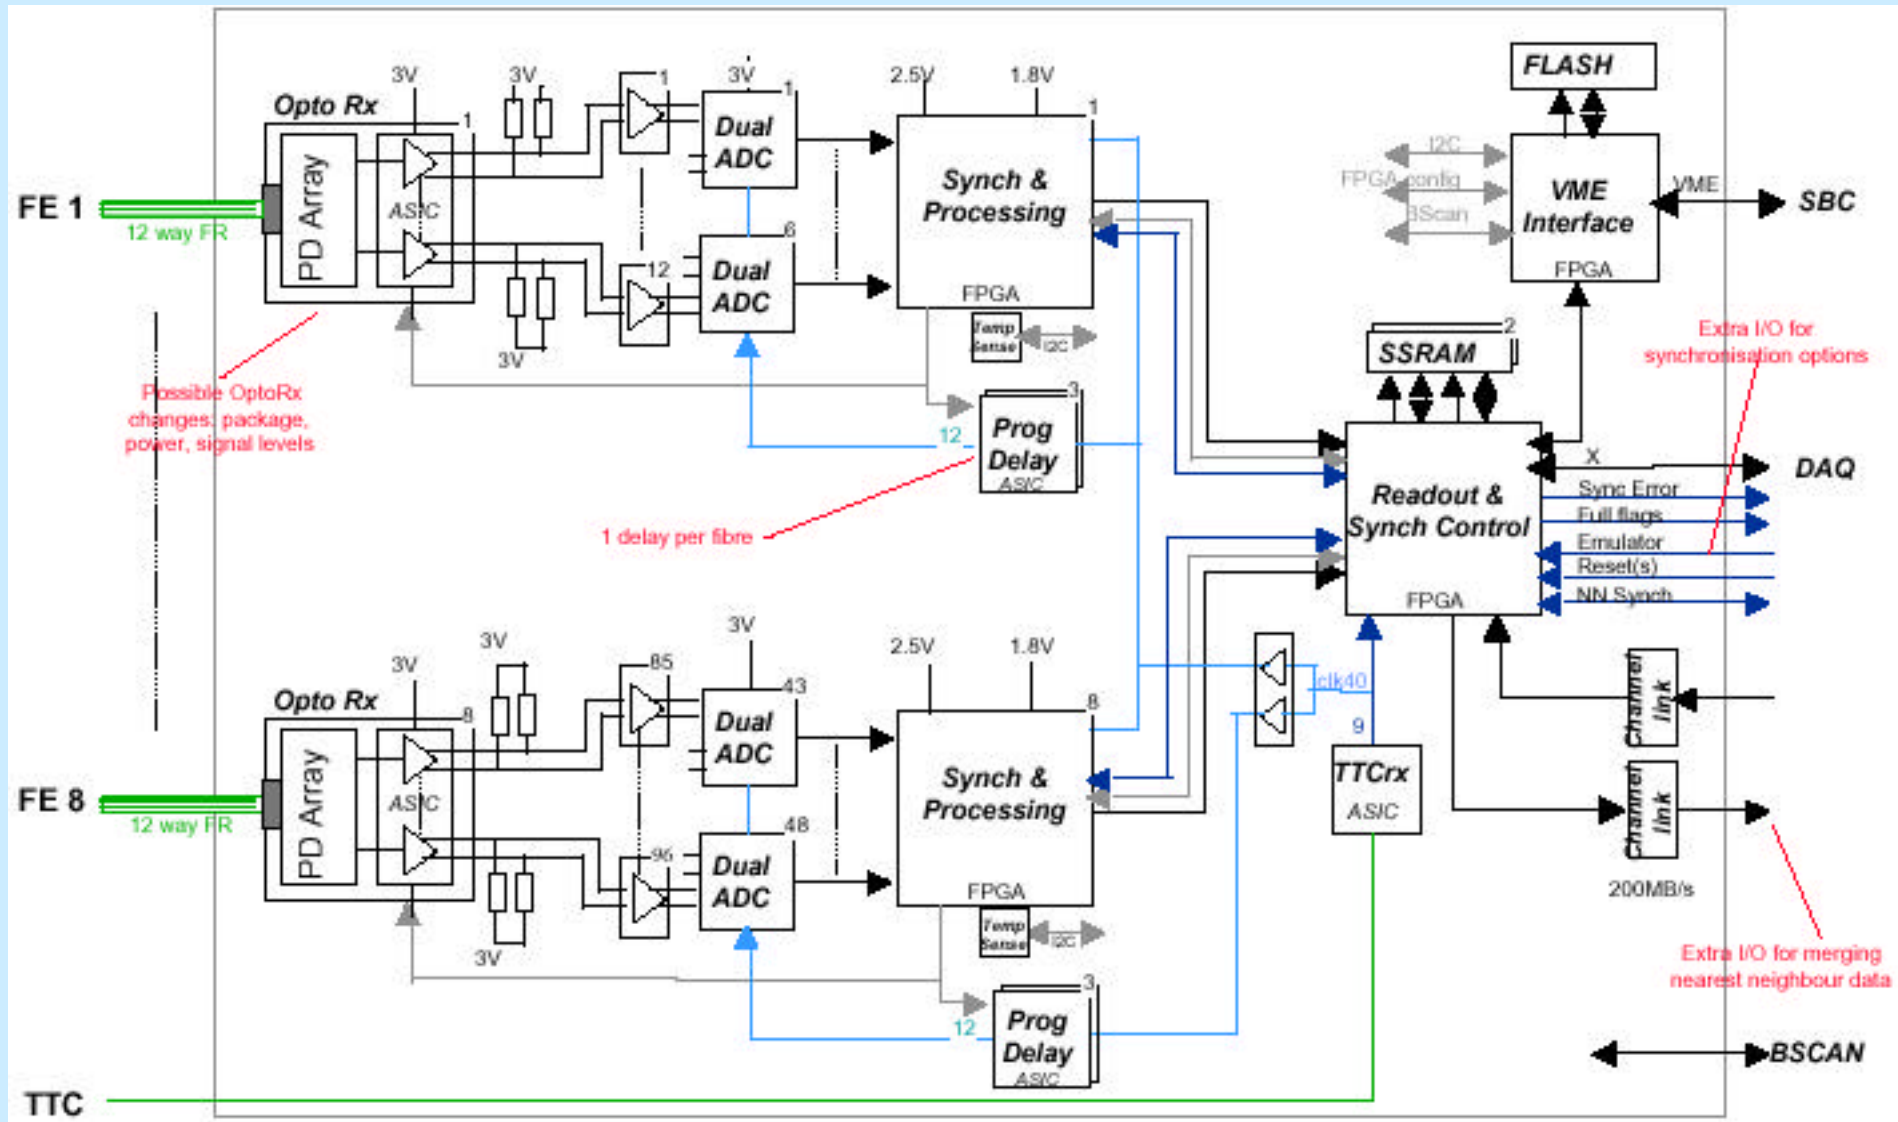 FE 1
12 way FR
Opto Rx
1
3V
PD Array
ASIC
3V
3V
1
12
3V
Dual
ADC
1
Dual
ADC
6
2.5V
1.8V
1
Synch &
Processing
FPGA
Temp
Sense
I2C
3
Prog
Delay
ASIC
12
Possible OptoRx
changes: package,
power, signal levels
1 delay per fibre
FLASH
I2C
FPGA config
BScan
VME
Interface
FPGA
VME
SBC
2
SSRAM
Extra I/O for
synchronisation options
Readout &
Synch Control
FPGA
X
DAQ
Sync Error
Full flags
Emulator
Reset(s)
NN Synch
FE 8
12 way FR
Opto Rx
8
3V
PD Array
ASIC
3V
3V
85
96
3V
Dual
ADC
43
Dual
ADC
48
2.5V
1.8V
8
Synch &
Processing
FPGA
Temp
Sense
I2C
3
Prog
Delay
ASIC
12
clk40
9
TTCrx
ASIC
Channel
link
Channel
link
200MB/s
Extra I/O for merging
nearest neighbour data
BSCAN
TTC